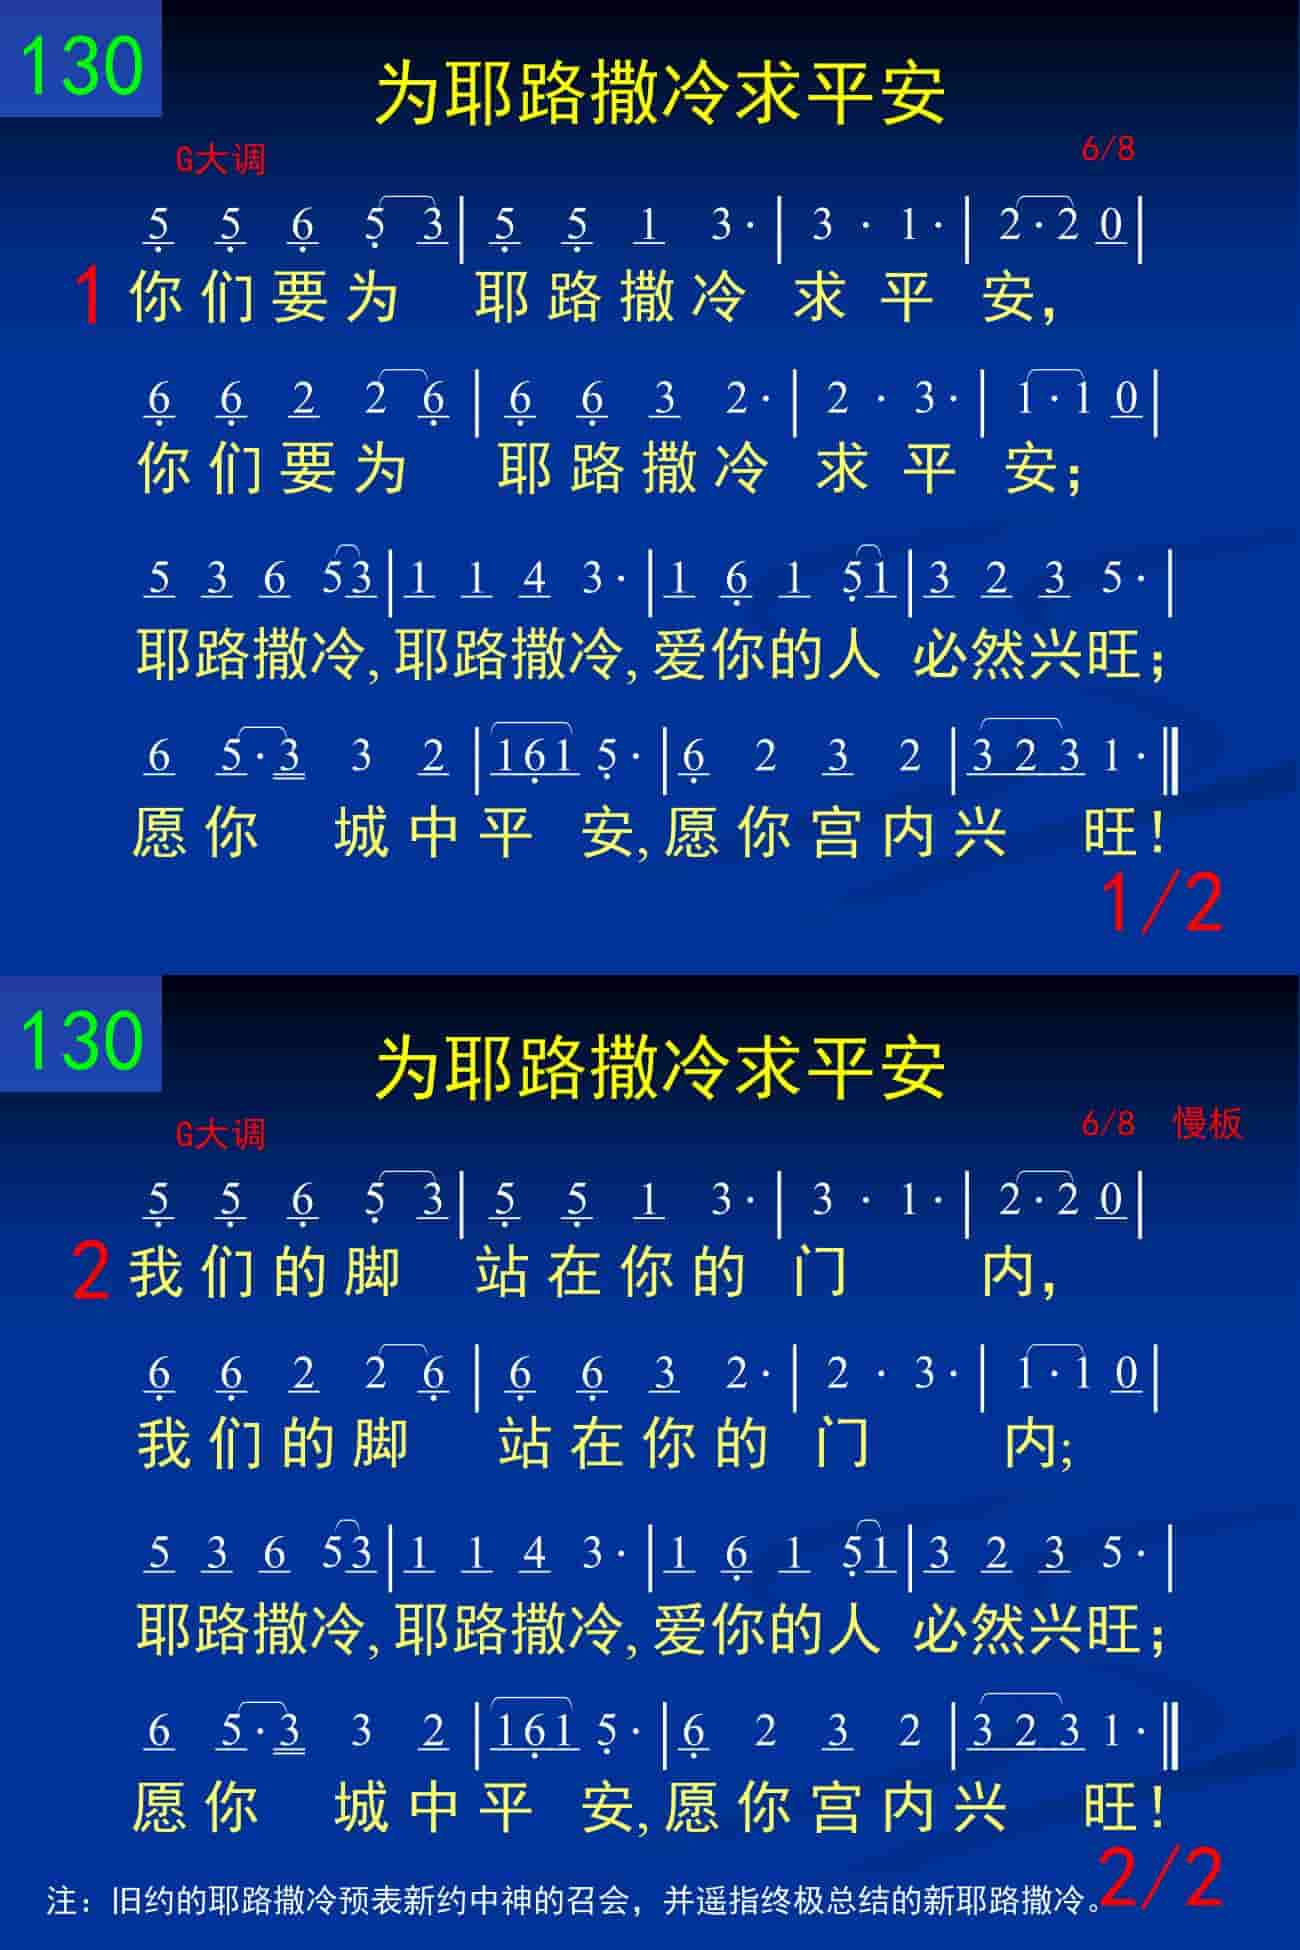 130
为耶路撒冷求平安
G大调 6/8
5 5 6 5 3 | 5 5 1 3· | 3 · 1· | 2·2 0 |
1 你们要为 耶路撒冷 求平 安，
6 6 2 2 6 | 6 6 3 2· | 2 · 3· | 1·1 0 |
你们要为 耶路撒冷 求平 安；
5 3 6 53 | 1 1 4 3· | 1 6 1 51 | 3 2 3 5· |
耶路撒冷,耶路撒冷,爱你的人 必然兴旺；
6 5·3 3 2 | 161 5· | 6 2 3 2 | 3 2 3 1· ‖
愿你 城中平 安,愿你宫内兴 旺！
1/2
130
为耶路撒冷求平安
G大调 6/8 慢板
5 5 6 5 3 | 5 5 1 3· | 3 · 1· | 2·2 0 |
2 我们的脚 站在你的 门 内，
6 6 2 2 6 | 6 6 3 2· | 2 · 3· | 1·1 0 |
我们的脚 站在你的 门 内;
5 3 6 53 | 1 1 4 3· | 1 6 1 51 | 3 2 3 5· |
耶路撒冷,耶路撒冷,爱你的人 必然兴旺；
6 5·3 3 2 | 161 5· | 6 2 3 2 | 3 2 3 1· ‖
愿你 城中平 安,愿你宫内兴 旺！
注：旧约的耶路撒冷预表新约中神的召会，并遥指终极总结的新耶路撒冷。
2/2